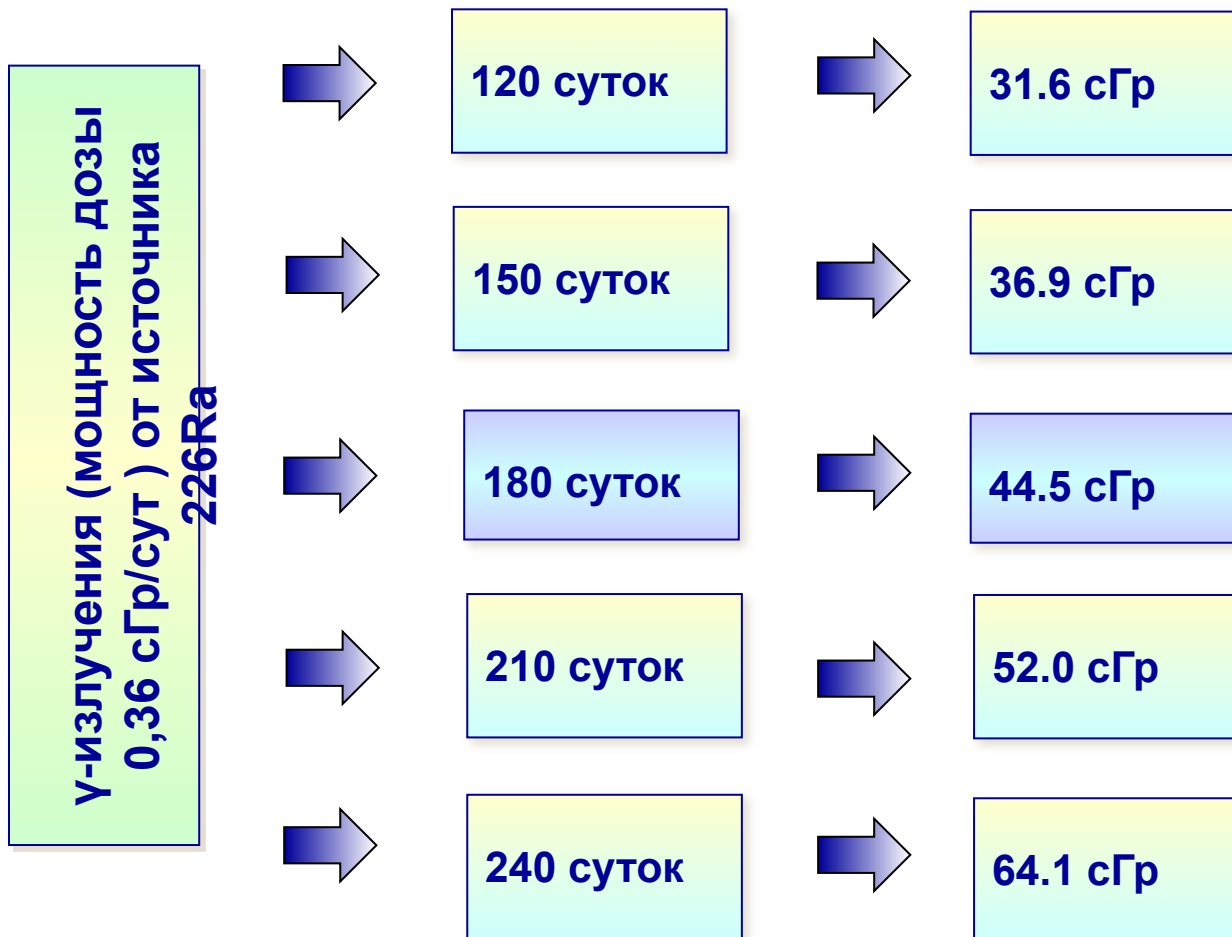 γ-излучения (мощность дозы
0,36 сГр/сут ) от источника
226Ra
120 суток
31.6 сГр
150 суток
36.9 сГр
180 суток
44.5 сГр
210 суток
52.0 сГр
240 суток
64.1 сГр